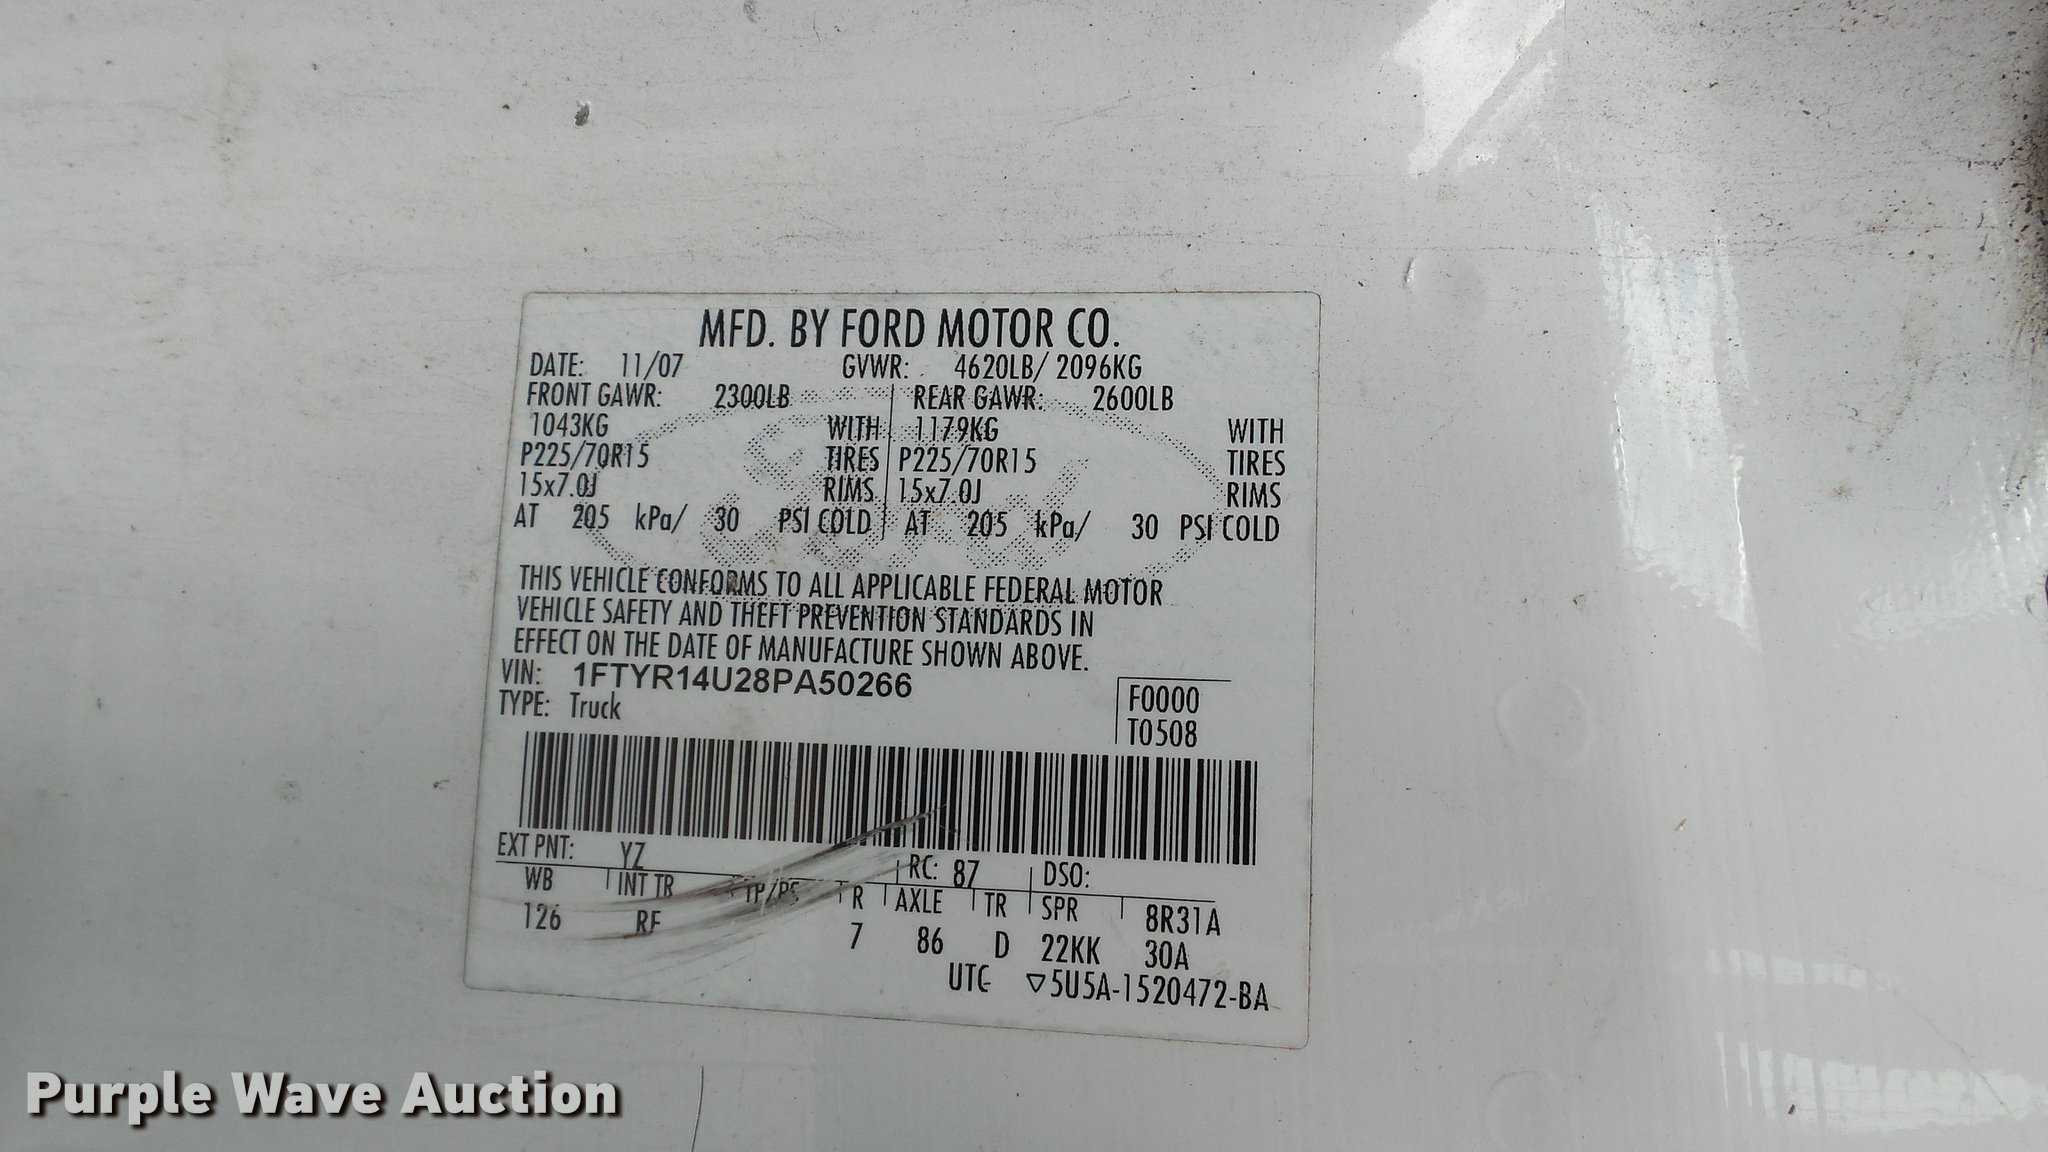 MFD. BY FORD MOTOR CO.
DATE: 11/07 GVWR: 4620LB/ 2096KG
FRONT GAWR: 2300LB REAR GAWR: 2600LB
1043KG WITH 1179KG WITH
P225/70R15 TIRES P225/70R15 TIRES
15x7.0J RIMS 15x7.0J RIMS
AT 205 kPa/ 30 PSI COLD AT 205 kPa/ 30 PSI COLD
THIS VEHICLE CONFORMS TO ALL APPLICABLE FEDERAL MOTOR
VEHICLE SAFETY AND THEFT PREVENTION STANDARDS IN
EFFECT ON THE DATE OF MANUFACTURE SHOWN ABOVE.
VIN: 1FTYR14U28PA50266
TYPE: Truck
F0000
T0508
EXT PNT: YZ RC: 87 DSO:
WB INT TR TP/PS R AXLE TR SPR 8R31A
126 RF 7 86 D 22KK 30A
UTC ▽5U5A-1520472-BA
Purple Wave Auction